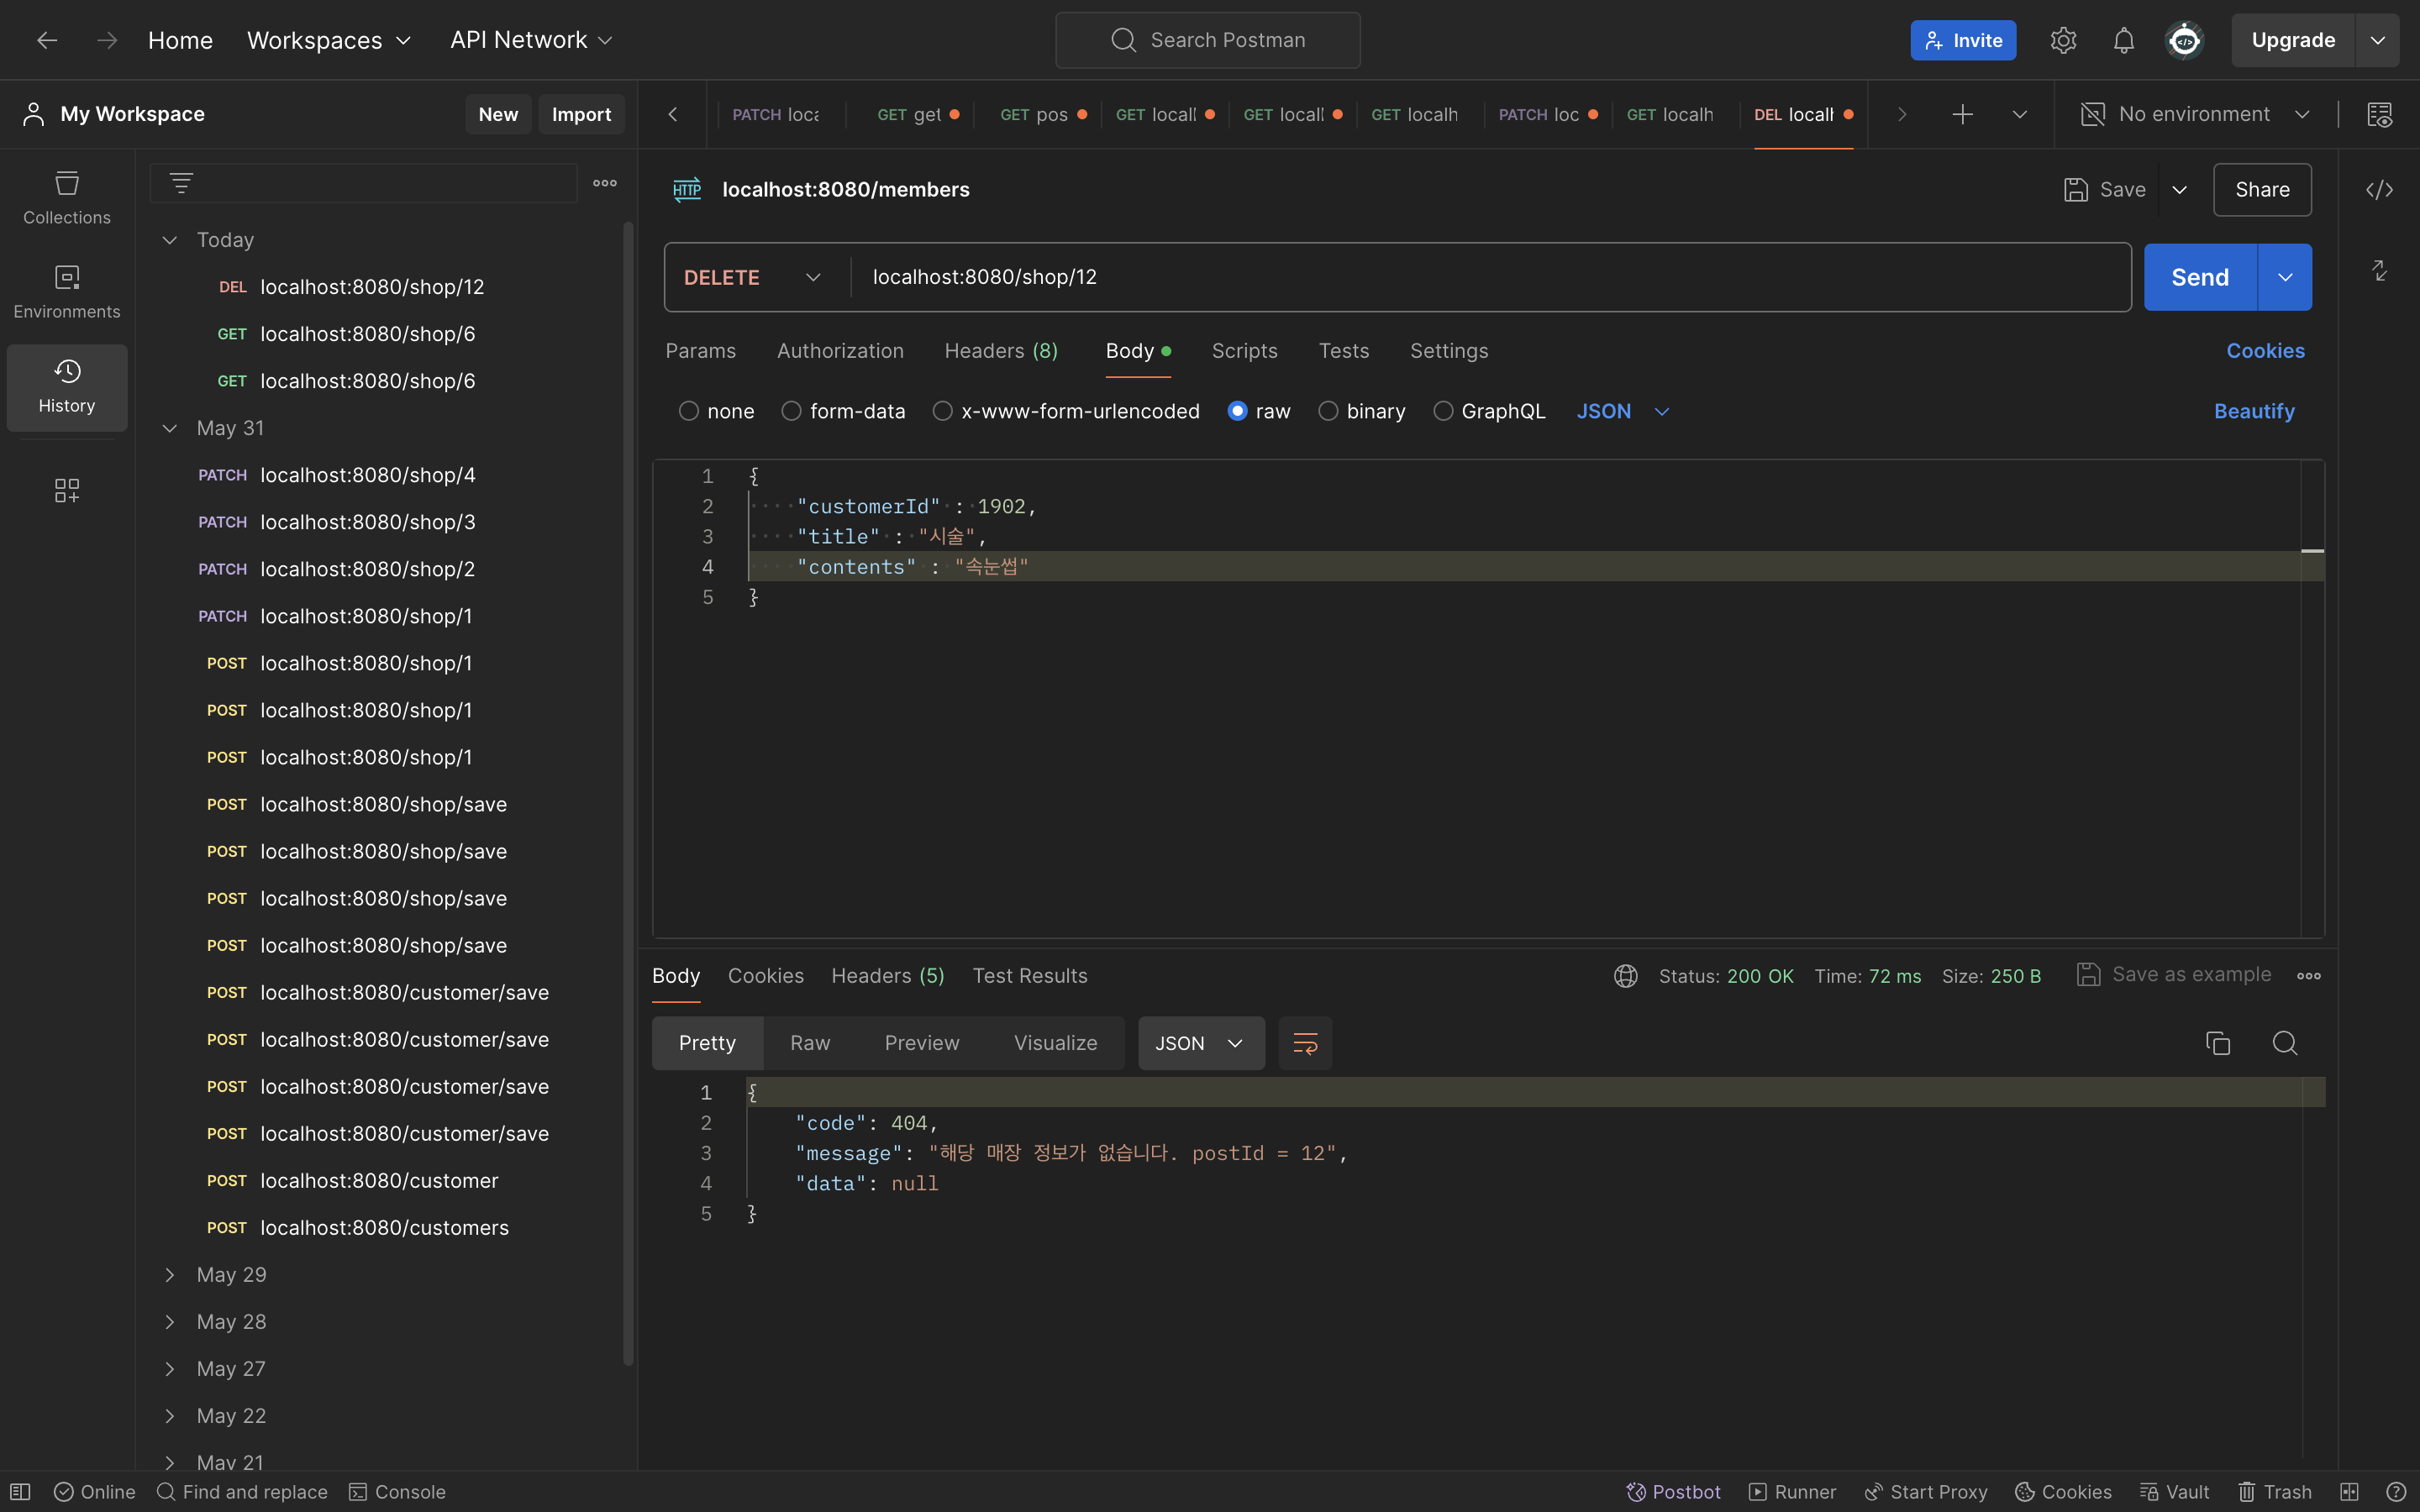 Home Workspaces API Network Search Postman Invite Upgrade
My Workspace New Import
PATCH loca GET get GET pos GET locall GET locall GET localh PATCH loc GET localh DEL localh No environment
Collections
Environments
History
Today
DEL localhost:8080/shop/12
GET localhost:8080/shop/6
GET localhost:8080/shop/6
May 31
PATCH localhost:8080/shop/4
PATCH localhost:8080/shop/3
PATCH localhost:8080/shop/2
PATCH localhost:8080/shop/1
POST localhost:8080/shop/1
POST localhost:8080/shop/1
POST localhost:8080/shop/1
POST localhost:8080/shop/save
POST localhost:8080/shop/save
POST localhost:8080/shop/save
POST localhost:8080/shop/save
POST localhost:8080/customer/save
POST localhost:8080/customer/save
POST localhost:8080/customer/save
POST localhost:8080/customer/save
POST localhost:8080/customer
POST localhost:8080/customers
May 29
May 28
May 27
May 22
May 21
HTTP localhost:8080/members Save Share
DELETE localhost:8080/shop/12 Send
Params Authorization Headers (8) Body Scripts Tests Settings Cookies
none form-data x-www-form-urlencoded raw binary GraphQL JSON Beautify
1 {
2 "customerId" : 1902,
3 "title" : "시술",
4 "contents" : "속눈썹"
5 }
Body Cookies Headers (5) Test Results Status: 200 OK Time: 72 ms Size: 250 B Save as example
Pretty Raw Preview Visualize JSON
1 {
2 "code": 404,
3 "message": "해당 매장 정보가 없습니다. postId = 12",
4 "data": null
5 }
Online Find and replace Console Postbot Runner Start Proxy Cookies Vault Trash